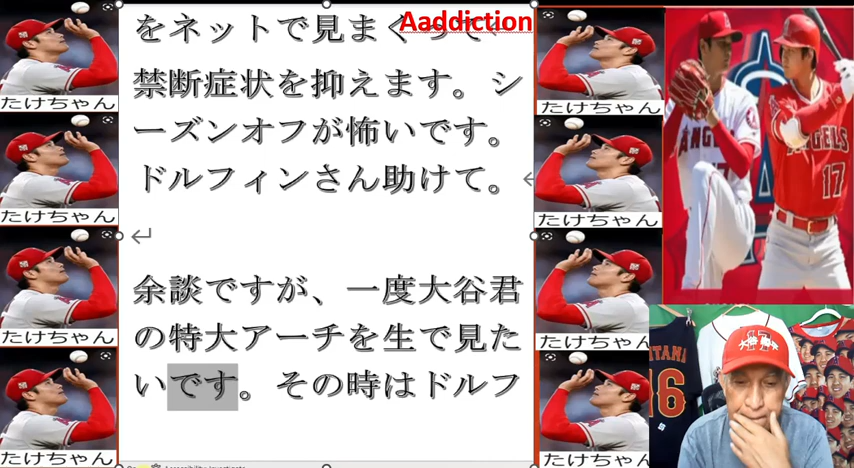 Aaddiction
をネットで見まくって
禁断症状を抑えます。シ
ーズンオフが怖いです。
ドルフィンさん助けて。
余談ですが、一度大谷君
の特大アーチを生で見た
いです。その時はドルフ
たけちゃん
たけちゃん
たけちゃん
たけちゃん
たけちゃん
たけちゃん
たけちゃん
たけちゃん
ANGELS
17
16
17